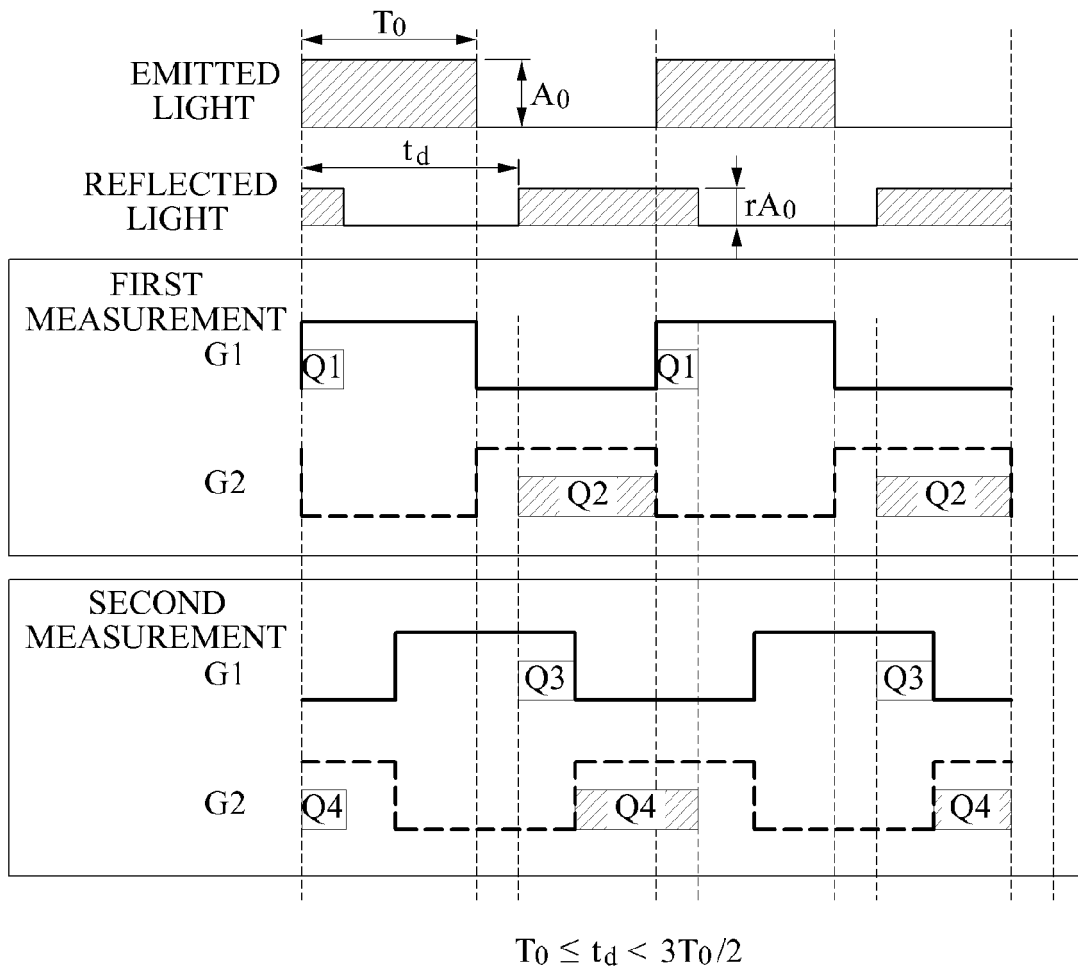 T0
EMITTED
LIGHT
A0
td
REFLECTED
LIGHT
rA0
FIRST
MEASUREMENT
G1
Q1
Q1
G2
Q2
Q2
SECOND
MEASUREMENT
G1
Q3
Q3
G2
Q4
Q4
Q4
T0 ≤ td < 3T0/2